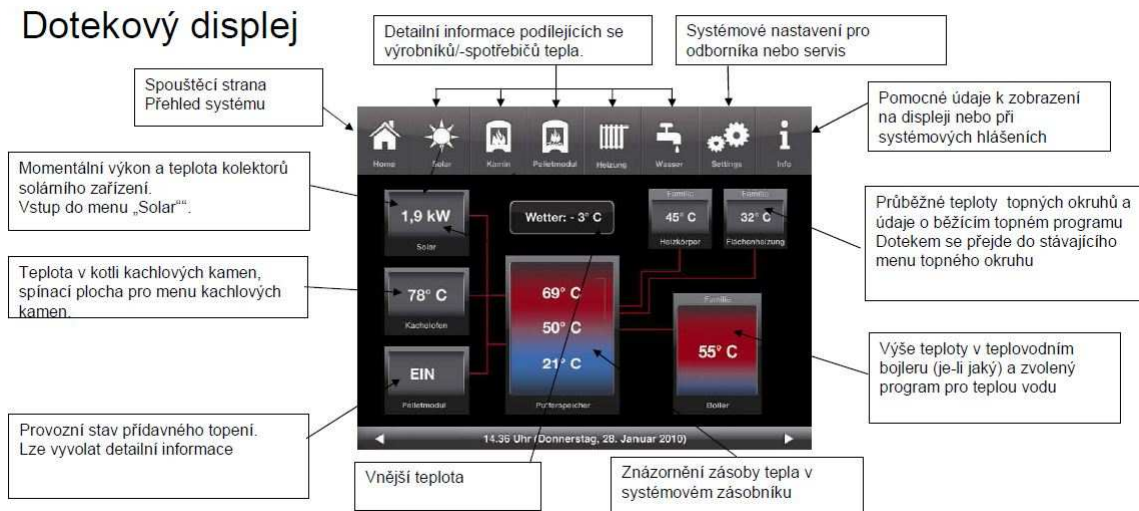 Dotekový displej
Detailní informace podílejících se
výrobníků/-spotřebičů tepla.
Systémové nastavení pro
odborníka nebo servis
Spouštěcí strana
Přehled systému
Pomocné údaje k zobrazení
na displeji nebo při
systémových hlášeních
Home
Solar
Kamin
Pelletmodul
Heizung
Wasser
Settings
Info
Momentální výkon a teplota kolektorů
solárního zařízení.
Vstup do menu „Solar"“.
1,9 kW
Solar
Wetter: - 3° C
Familie
45° C
Heizkörper
Familie
32° C
Flächenheizung
Průběžné teploty topných okruhů a
údaje o běžícím topném programu
Dotekem se přejde do stávajícího
menu topného okruhu
Teplota v kotli kachlových kamen,
spínací plocha pro menu kachlových
kamen.
78° C
Kachelofen
69° C
50° C
21° C
Pufferspeicher
Familie
55° C
Boiler
Výše teploty v teplovodním
bojleru (je-li jaký) a zvolený
program pro teplou vodu
EIN
Pelletmodul
Provozní stav přídavného topení.
Lze vyvolat detailní informace
14.36 Uhr (Donnerstag, 28. Januar 2010)
Vnější teplota
Znázornění zásoby tepla v
systémovém zásobníku